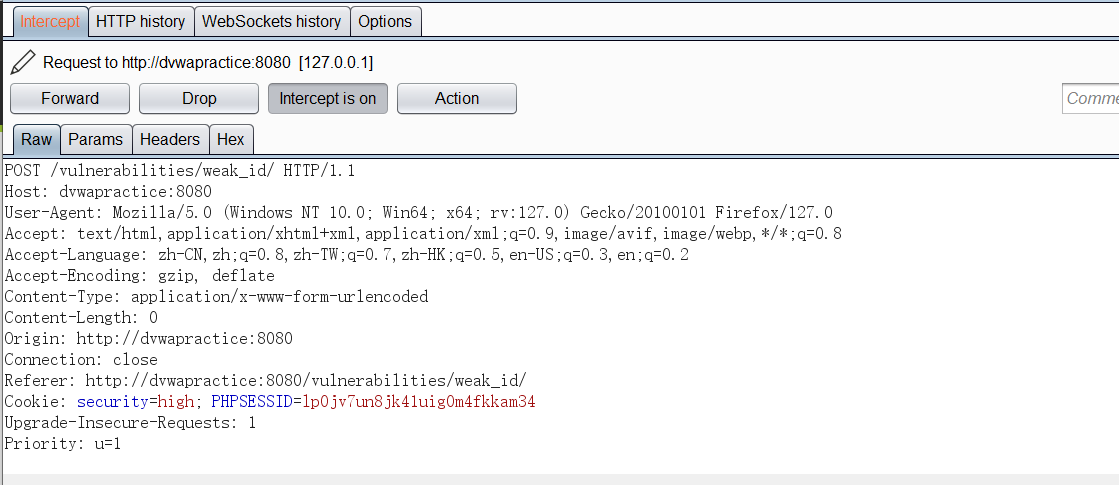 Intercept HTTP history WebSockets history Options
Request to http://dvwapractice:8080 [127.0.0.1]
Forward Drop Intercept is on Action Comme
Raw Params Headers Hex
POST /vulnerabilities/weak_id/ HTTP/1.1
Host: dvwapractice:8080
User-Agent: Mozilla/5.0 (Windows NT 10.0; Win64; x64; rv:127.0) Gecko/20100101 Firefox/127.0
Accept: text/html,application/xhtml+xml,application/xml;q=0.9,image/avif,image/webp,*/*;q=0.8
Accept-Language: zh-CN,zh;q=0.8,zh-TW;q=0.7,zh-HK;q=0.5,en-US;q=0.3,en;q=0.2
Accept-Encoding: gzip, deflate
Content-Type: application/x-www-form-urlencoded
Content-Length: 0
Origin: http://dvwapractice:8080
Connection: close
Referer: http://dvwapractice:8080/vulnerabilities/weak_id/
Cookie: security=high; PHPSESSID=lp0jv7un8jk41uig0m4fkkam34
Upgrade-Insecure-Requests: 1
Priority: u=1